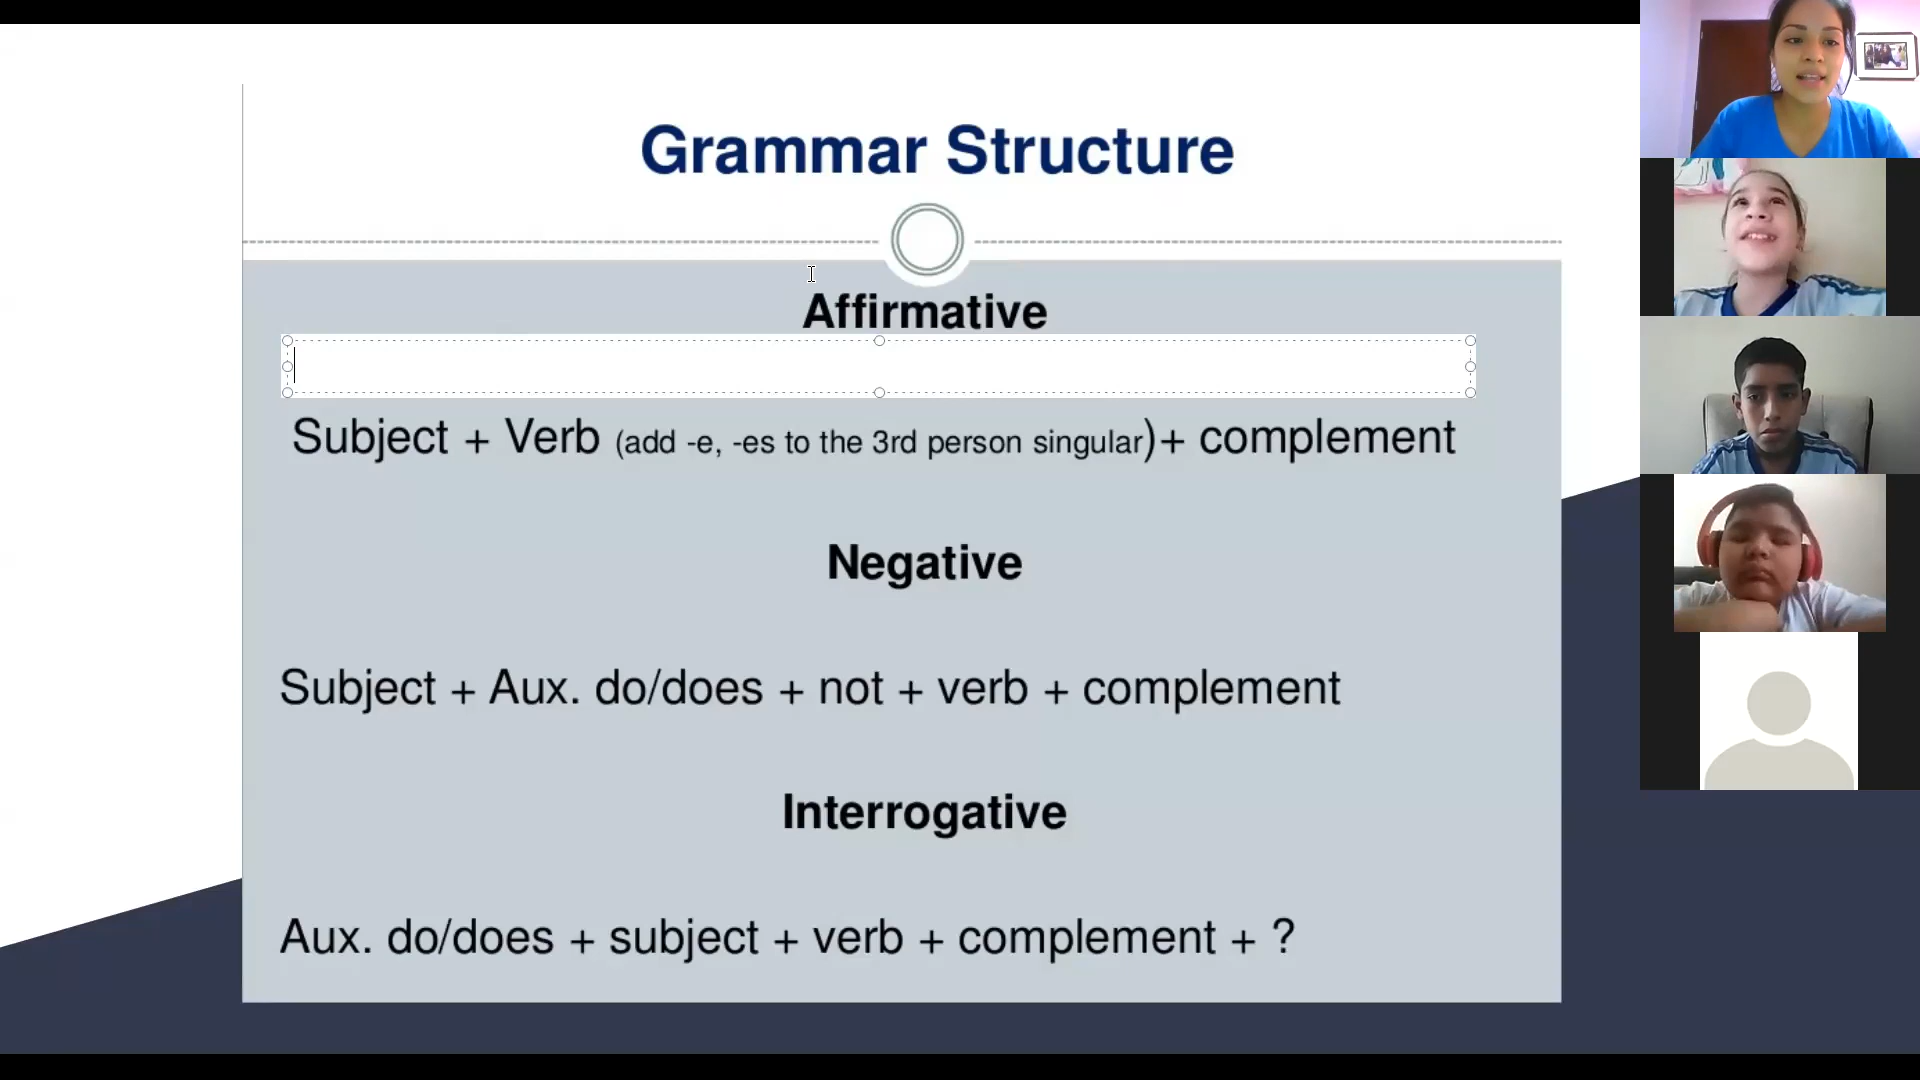 Grammar Structure
Affirmative
Subject + Verb (add -e, -es to the 3rd person singular)+ complement
Negative
Subject + Aux. do/does + not + verb + complement
Interrogative
Aux. do/does + subject + verb + complement + ?